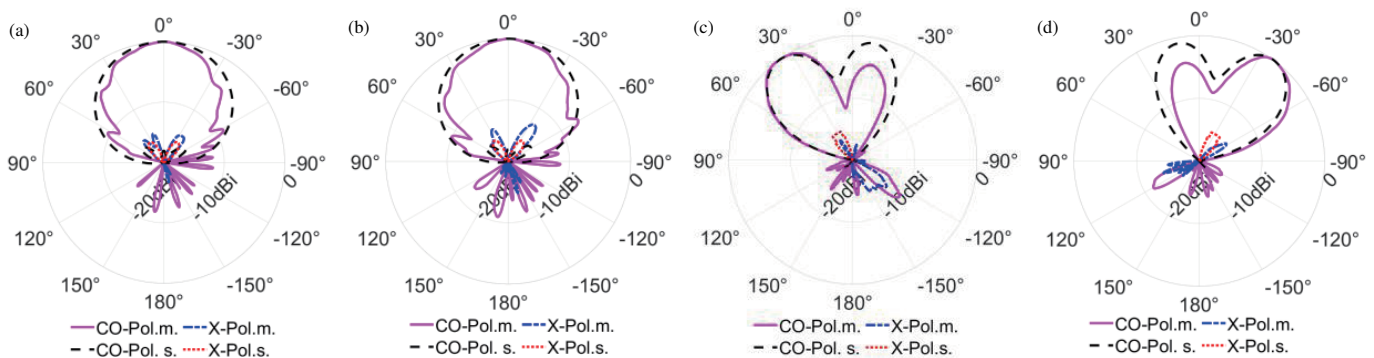 (a)
0°
30°
-30°
60°
-60°
90°
-90°
-20dBi
-10dBi
0
120°
-120°
150°
-150°
180°
CO-Pol.m. X-Pol.m.
CO-Pol. s. X-Pol.s.
(b)
0°
30°
-30°
60°
-60°
90°
-90°
-20dBi
-10dBi
0
120°
-120°
150°
-150°
180°
CO-Pol.m. X-Pol.m.
CO-Pol. s. X-Pol.s.
(c)
0°
30°
-30°
60°
-60°
90°
-90°
-20dBi
-10dBi
0
120°
-120°
150°
-150°
180°
CO-Pol.m. X-Pol.m.
CO-Pol. s. X-Pol.s.
(d)
0°
30°
-30°
60°
-60°
90°
-90°
-20dBi
-10dBi
0
120°
-120°
150°
-150°
180°
CO-Pol.m. X-Pol.m.
CO-Pol. s. X-Pol.s.